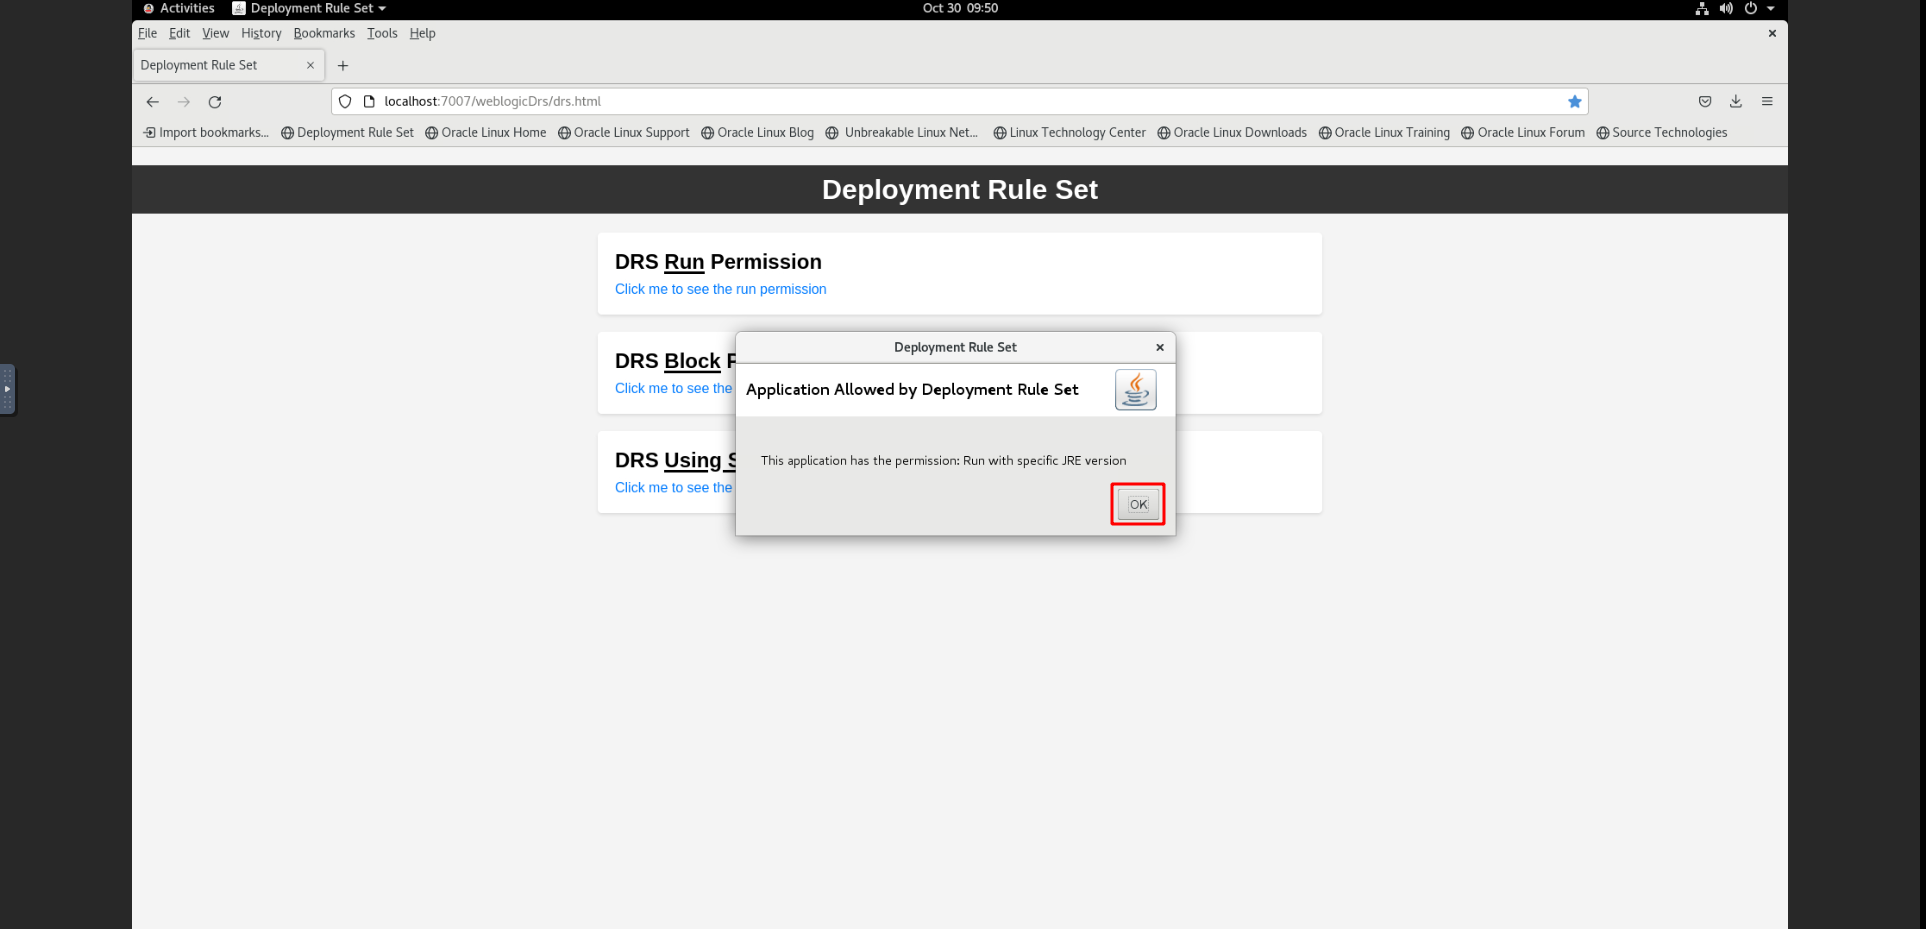 Activities Deployment Rule Set Oct 30 09:50
File Edit View History Bookmarks Tools Help
Deployment Rule Set
localhost:7007/weblogicDrs/drs.html
Import bookmarks... Deployment Rule Set Oracle Linux Home Oracle Linux Support Oracle Linux Blog Unbreakable Linux Net... Linux Technology Center Oracle Linux Downloads Oracle Linux Training Oracle Linux Forum Source Technologies
Deployment Rule Set
DRS Run Permission
Click me to see the run permission
DRS Block P
Click me to see the
DRS Using S
Click me to see the
Deployment Rule Set
Application Allowed by Deployment Rule Set
This application has the permission: Run with specific JRE version
OK